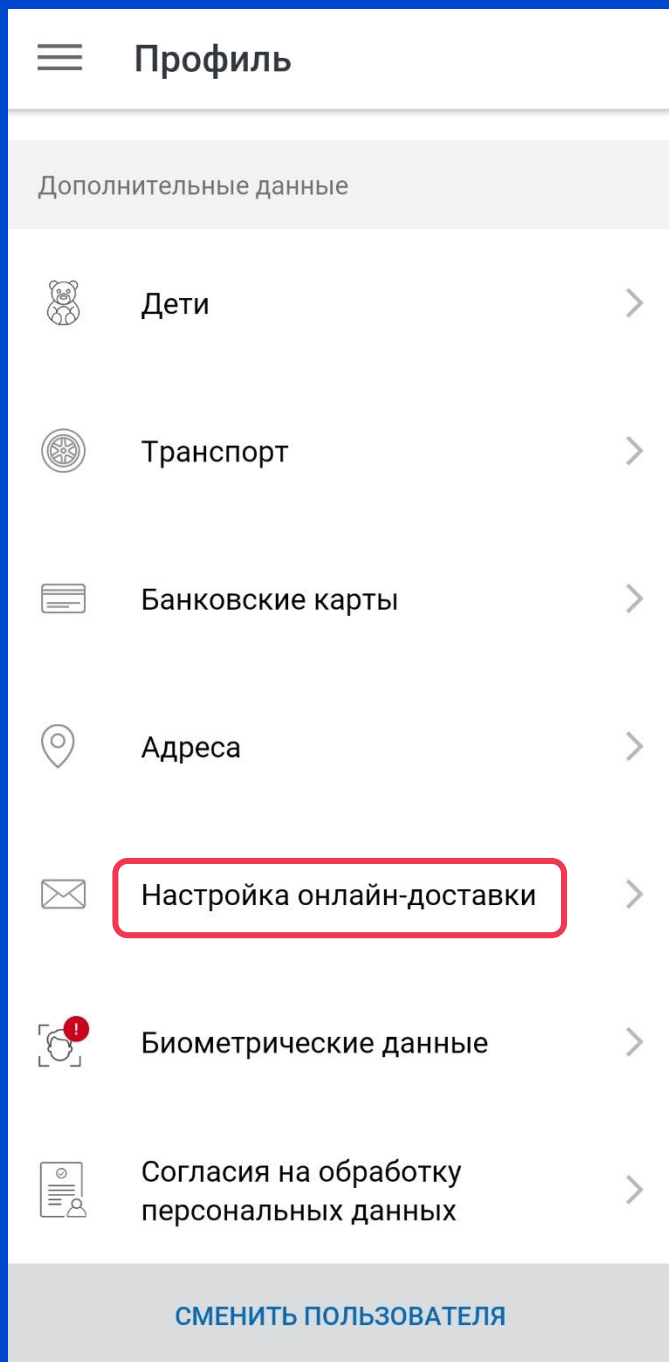 Профиль
Дополнительные данные
Дети
Транспорт
Банковские карты
Адреса
Настройка онлайн-доставки
!
Биометрические данные
Согласия на обработку
персональных данных
СМЕНИТЬ ПОЛЬЗОВАТЕЛЯ